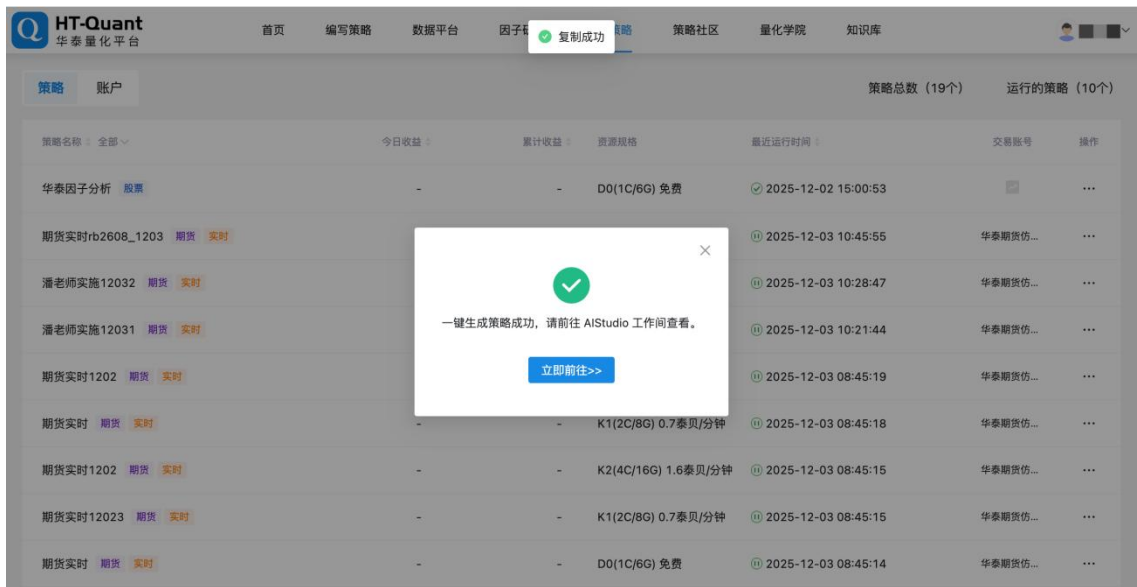 HT-Quant
华泰量化平台
首页 编写策略 数据平台 因子研 策略 策略社区 量化学院 知识库
复制成功
策略 账户 策略总数(19个) 运行的策略(10个)
策略名称 全部 今日收益 累计收益 资源规格 最近运行时间 交易账号 操作
华泰因子分析 股票 - - D0(1C/6G) 免费 2025-12-02 15:00:53 ...
期货实时rb2608_1203 期货 实时 2025-12-03 10:45:55 华泰期货仿... ...
潘老师实施12032 期货 实时 2025-12-03 10:28:47 华泰期货仿... ...
潘老师实施12031 期货 实时 2025-12-03 10:21:44 华泰期货仿... ...
期货实时1202 期货 实时 2025-12-03 08:45:19 华泰期货仿... ...
一键生成策略成功,请前往 AIStudio 工作间查看。
立即前往>>
期货实时 期货 实时 - - K1(2C/8G) 0.7泰贝/分钟 2025-12-03 08:45:18 华泰期货仿... ...
期货实时1202 期货 实时 - - K2(4C/16G) 1.6泰贝/分钟 2025-12-03 08:45:15 华泰期货仿... ...
期货实时12023 期货 实时 - - K1(2C/8G) 0.7泰贝/分钟 2025-12-03 08:45:15 华泰期货仿... ...
期货实时 期货 实时 - - D0(1C/6G) 免费 2025-12-03 08:45:14 华泰期货仿... ...